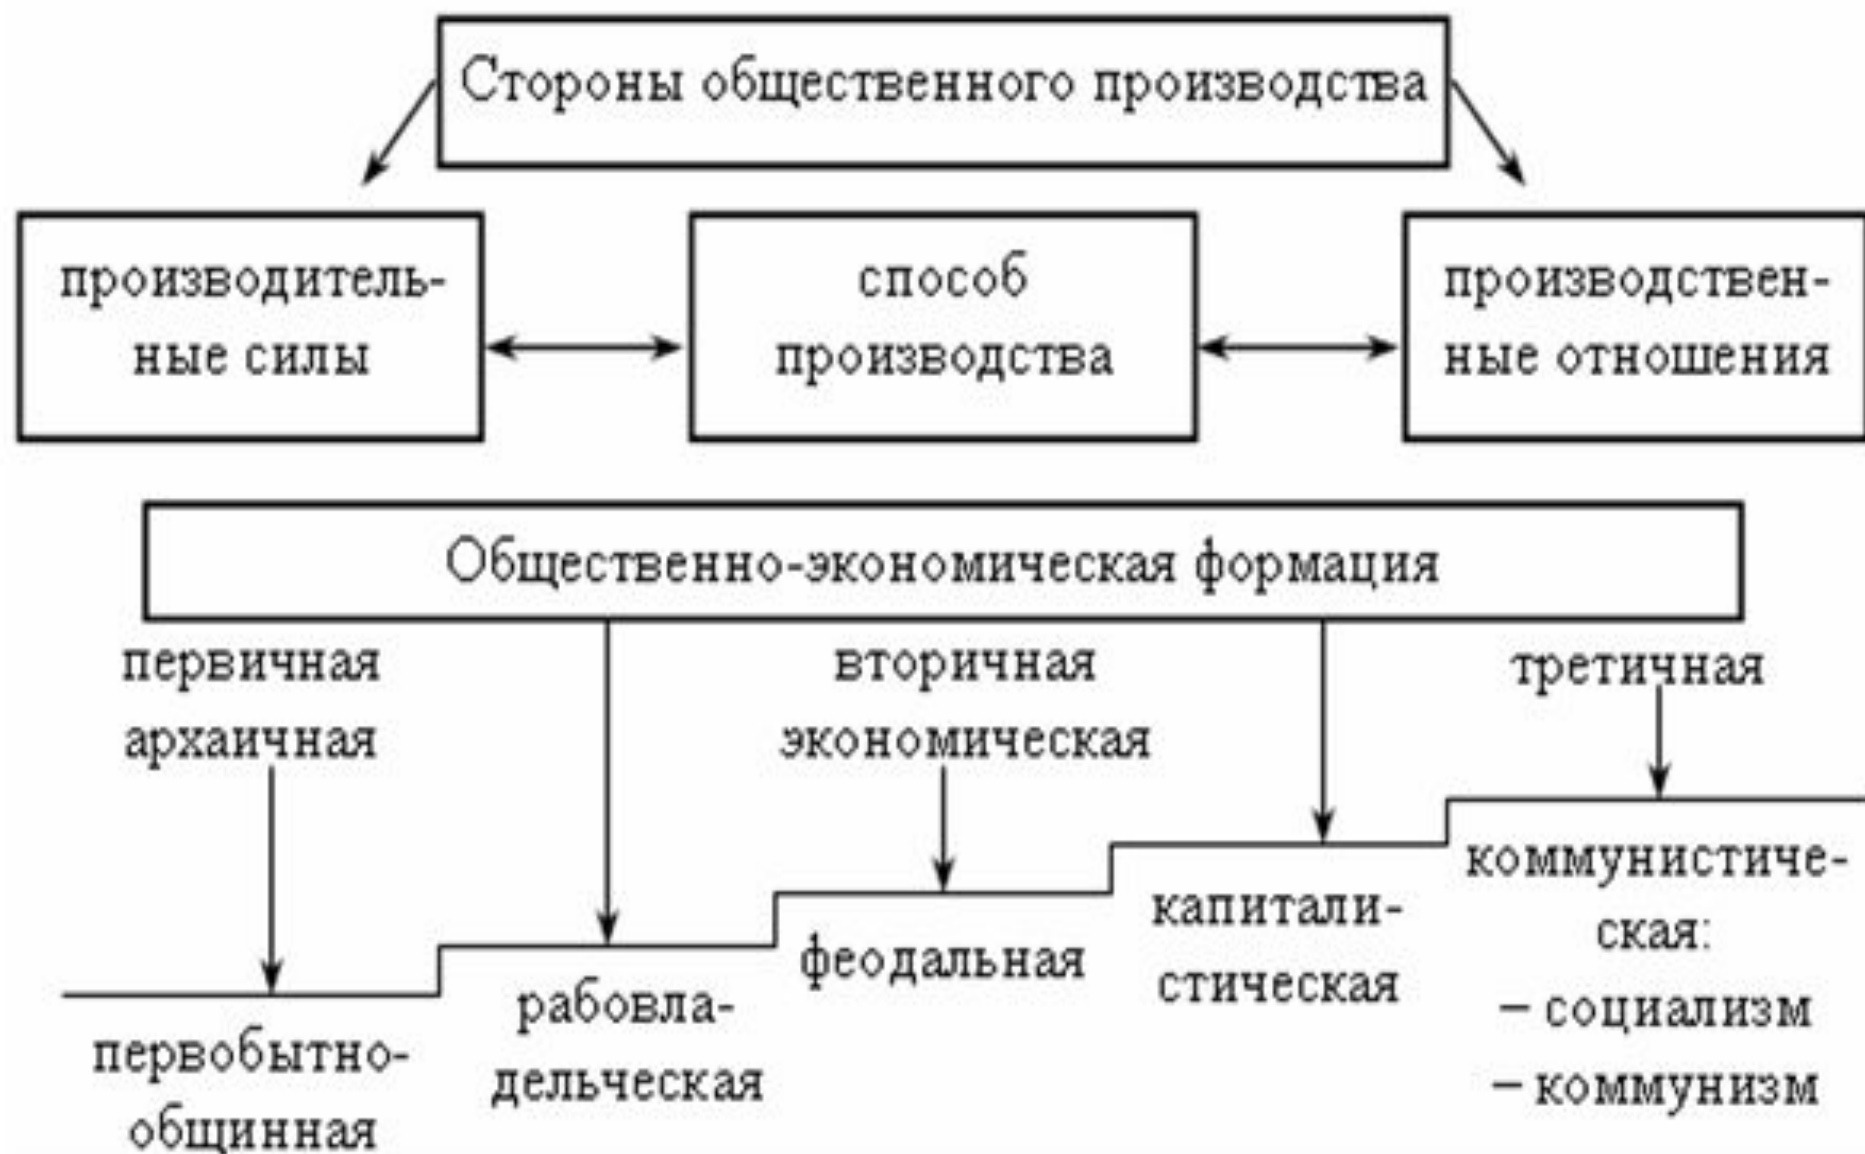 Стороны общественного производства
производитель-
ные силы
способ
производства
производствен-
ные отношения
Общественно-экономическая формация
первичная
архаичная
вторичная
экономическая
третичная
первобытно-
общинная
рабовла-
дельческая
феодальная
капитали-
стическая
коммунистиче-
ская:
– социализм
– коммунизм